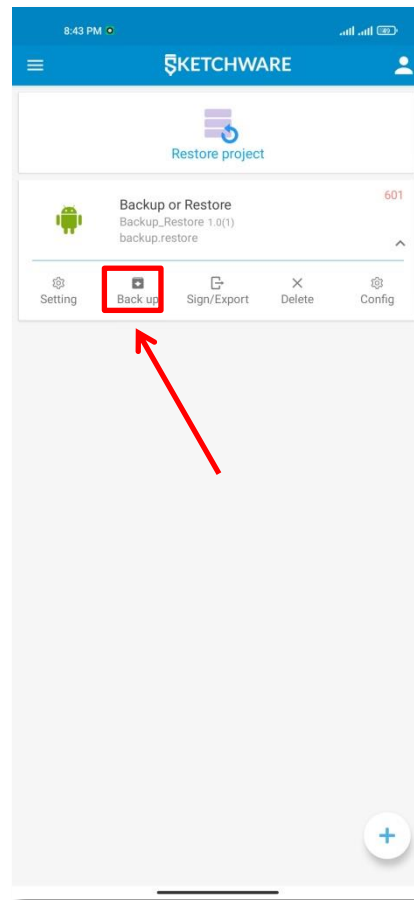 8:43 PM
SKETCHWARE
Restore project
Backup or Restore
601
Backup_Restore 1.0(1)
backup.restore
Setting
Back up
Sign/Export
Delete
Config